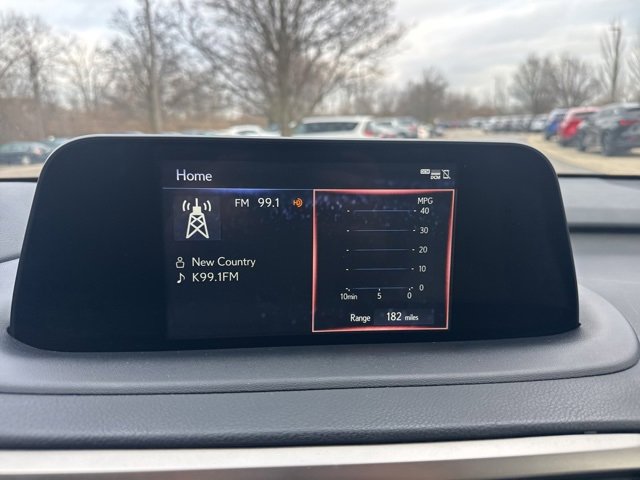 Home
FM 99.1 HD
New Country
K99.1FM
MPG
40
30
20
10
0
10min 5 0
Range 182 miles